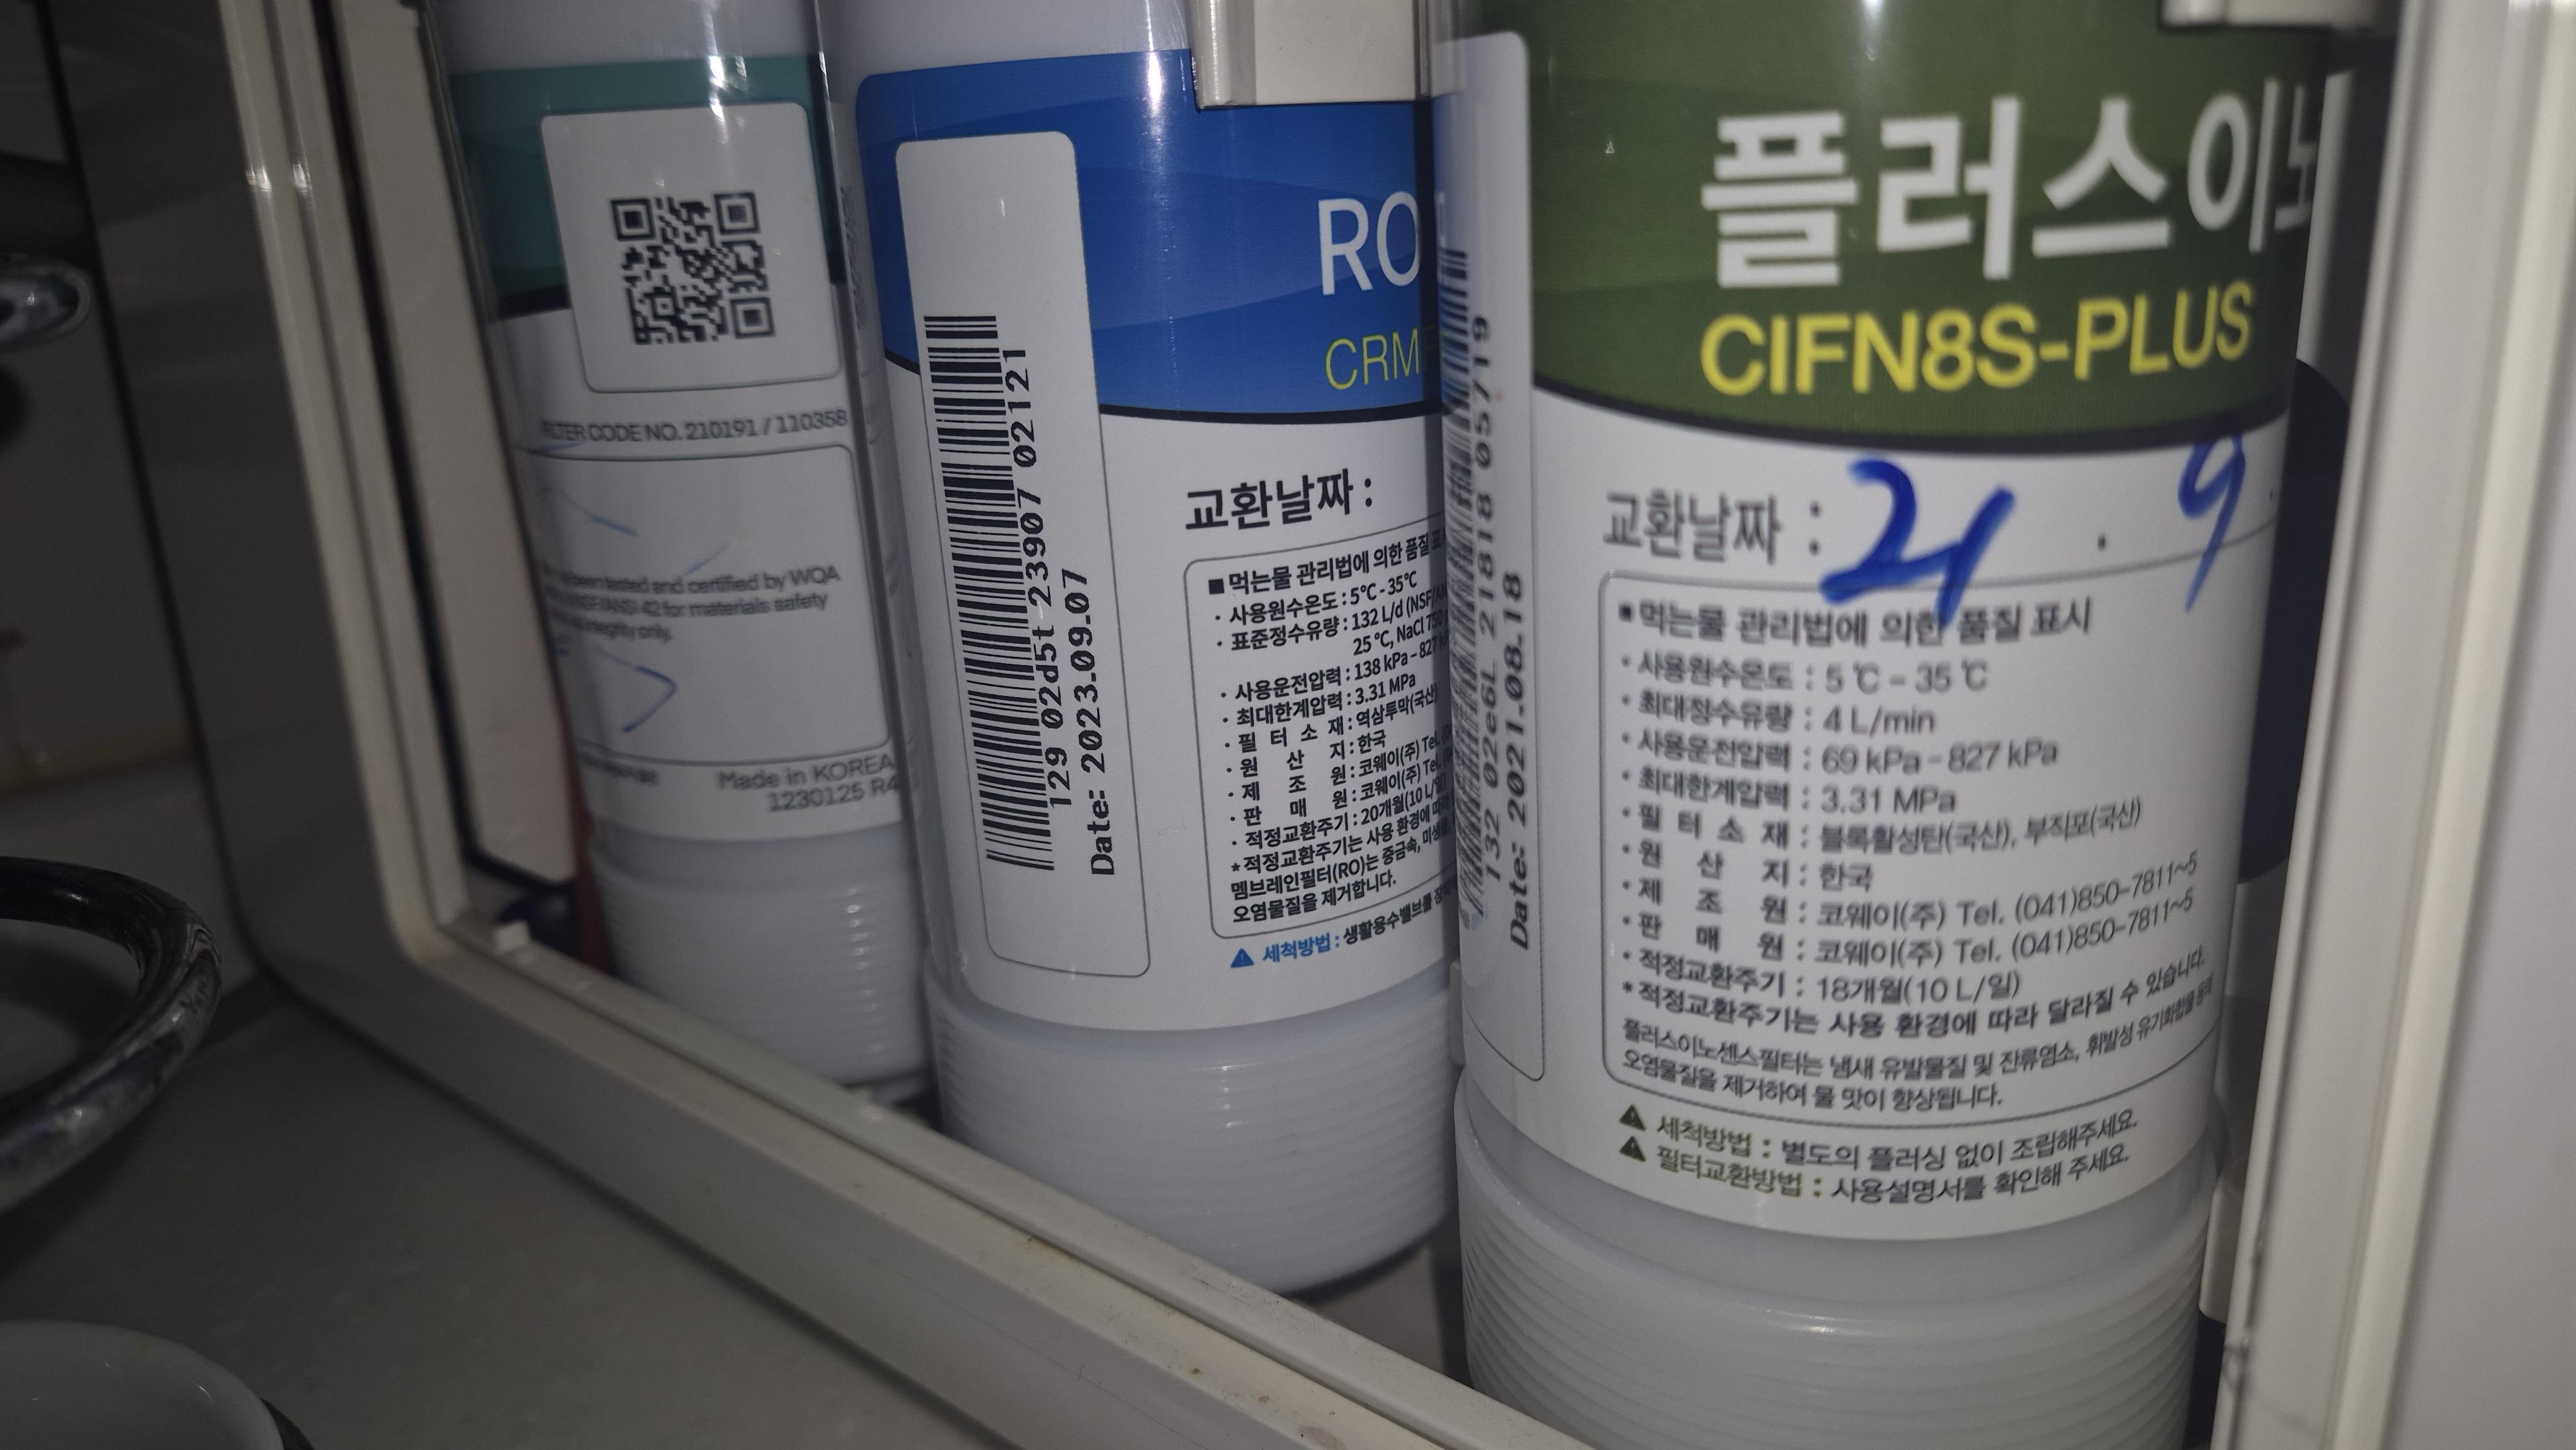 FILTER CODE NO. 210191 / 110358
been tested and certified by WQA
NSF/ANSI 42 for materials safety
integrity only.
Made in KOREA
1230125 R4
129 02d5t 23907 02121
Date: 2023.09.07
RO
CRM
교환날짜 :
■ 먹는물 관리법에 의한 품질 표
· 사용원수온도 : 5℃ - 35℃
· 표준정수유량 : 132 L/d (NSF/AN
25 ℃, NaCl 750
· 사용운전압력 : 138 kPa – 827
· 최대한계압력 : 3.31 MPa
· 필 터 소 재 : 역삼투막(국산)
· 원 산 지 : 한국
· 제 조 원 : 코웨이(주) Tel.
· 판 매 원 : 코웨이(주) Tel.
· 적정교환주기 : 20개월(10 L/일)
* 적정교환주기는 사용 환경에 따라
멤브레인필터(RO)는 중금속, 미생물,
오염물질을 제거합니다.
세척방법 : 생활용수밸브를
132 02e6L 21818 05719
Date: 2021.08.18
플러스이노
CIFN8S-PLUS
교환날짜 : 21 . 9 .
■ 먹는물 관리법에 의한 품질 표시
· 사용원수온도 : 5 ℃ – 35 ℃
· 최대정수유량 : 4 L/min
· 사용운전압력 : 69 kPa – 827 kPa
· 최대한계압력 : 3.31 MPa
· 필 터 소 재 : 블록활성탄(국산), 부직포(국산)
· 원 산 지 : 한국
· 제 조 원 : 코웨이(주) Tel. (041)850-7811~5
· 판 매 원 : 코웨이(주) Tel. (041)850-7811~5
· 적정교환주기 : 18개월(10 L/일)
* 적정교환주기는 사용 환경에 따라 달라질 수 있습니다.
플러스이노센스필터는 냄새 유발물질 및 잔류염소, 휘발성 유기화합물 등의
오염물질을 제거하여 물 맛이 향상됩니다.
세척방법 : 별도의 플러싱 없이 조립해주세요.
필터교환방법 : 사용설명서를 확인해 주세요.